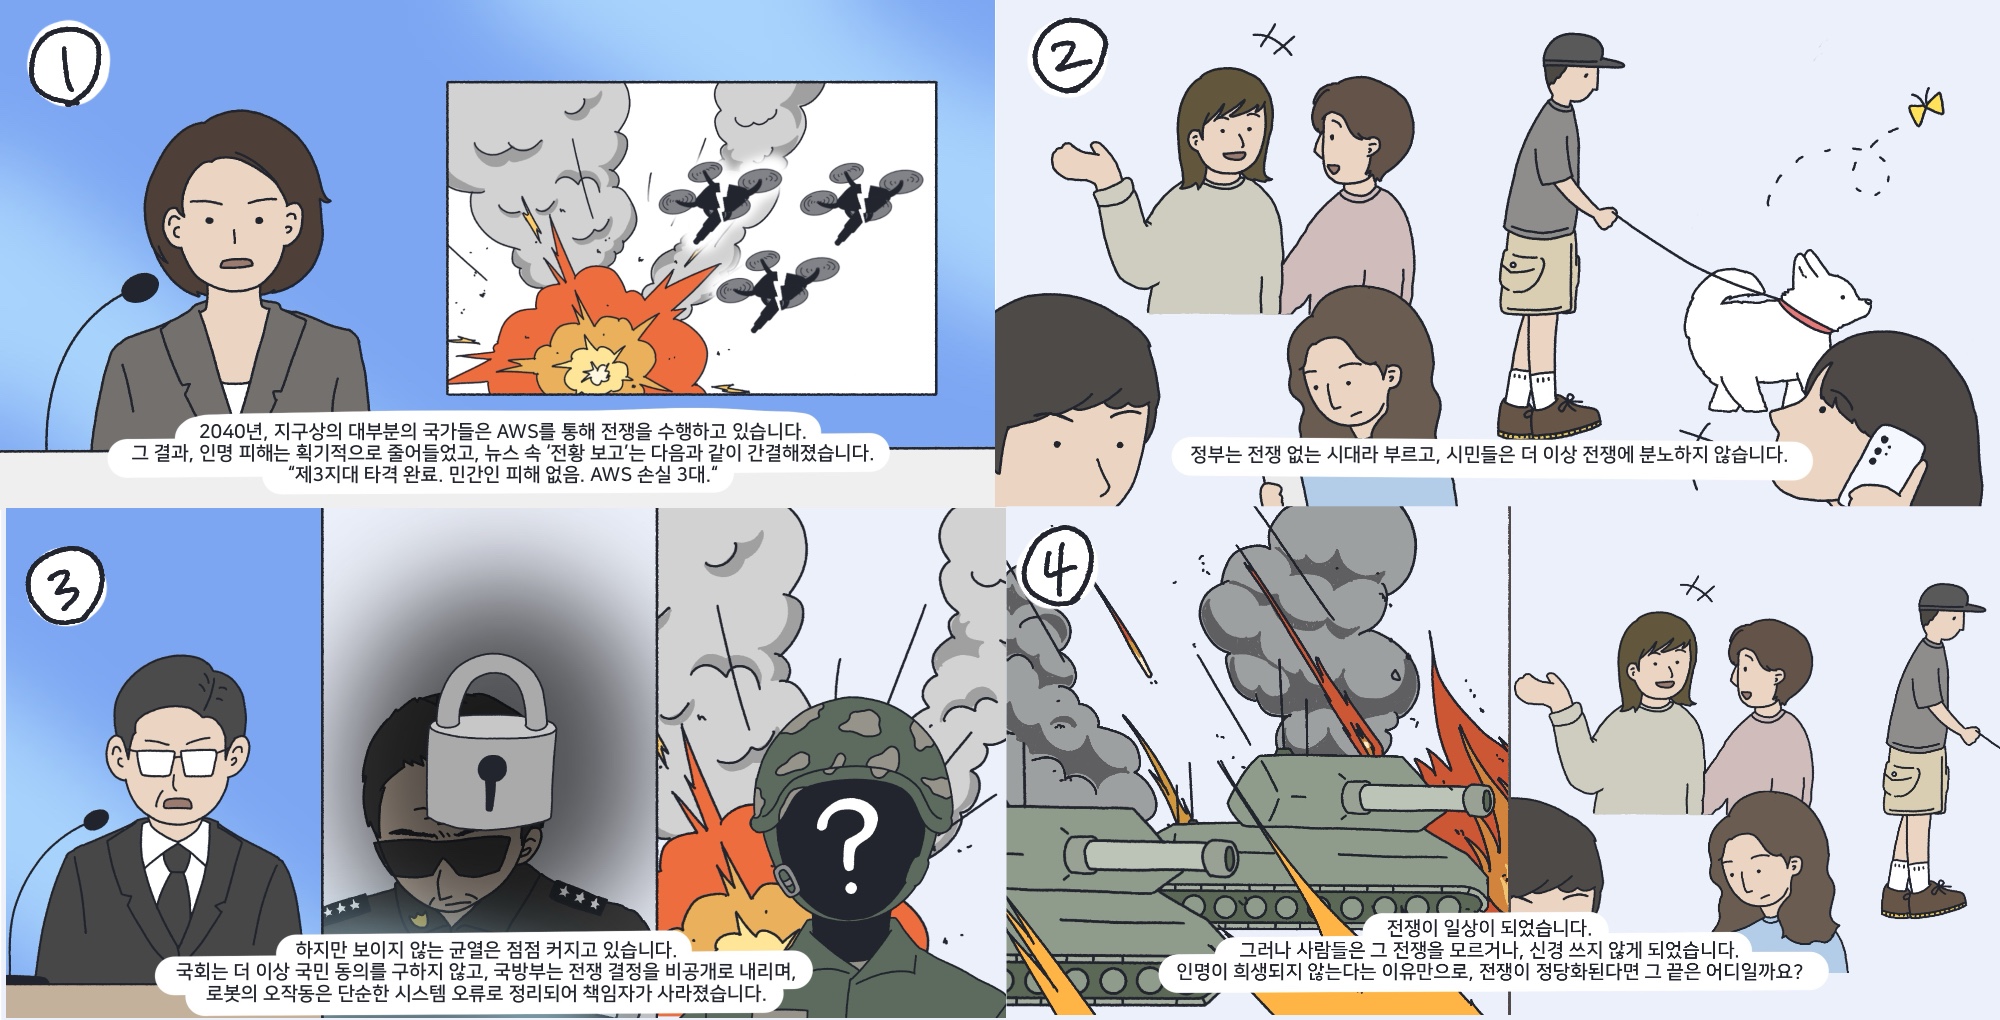 1
2040년, 지구상의 대부분의 국가들은 AWS를 통해 전쟁을 수행하고 있습니다.
그 결과, 인명 피해는 획기적으로 줄어들었고, 뉴스 속 '전황 보고'는 다음과 같이 간결해졌습니다.
“제3지대 타격 완료. 민간인 피해 없음. AWS 손실 3대.“
2
정부는 전쟁 없는 시대라 부르고, 시민들은 더 이상 전쟁에 분노하지 않습니다.
3
?
하지만 보이지 않는 균열은 점점 커지고 있습니다.
국회는 더 이상 국민 동의를 구하지 않고, 국방부는 전쟁 결정을 비공개로 내리며,
로봇의 오작동은 단순한 시스템 오류로 정리되어 책임자가 사라졌습니다.
4
전쟁이 일상이 되었습니다.
그러나 사람들은 그 전쟁을 모르거나, 신경 쓰지 않게 되었습니다.
인명이 희생되지 않는다는 이유만으로, 전쟁이 정당화된다면 그 끝은 어디일까요?